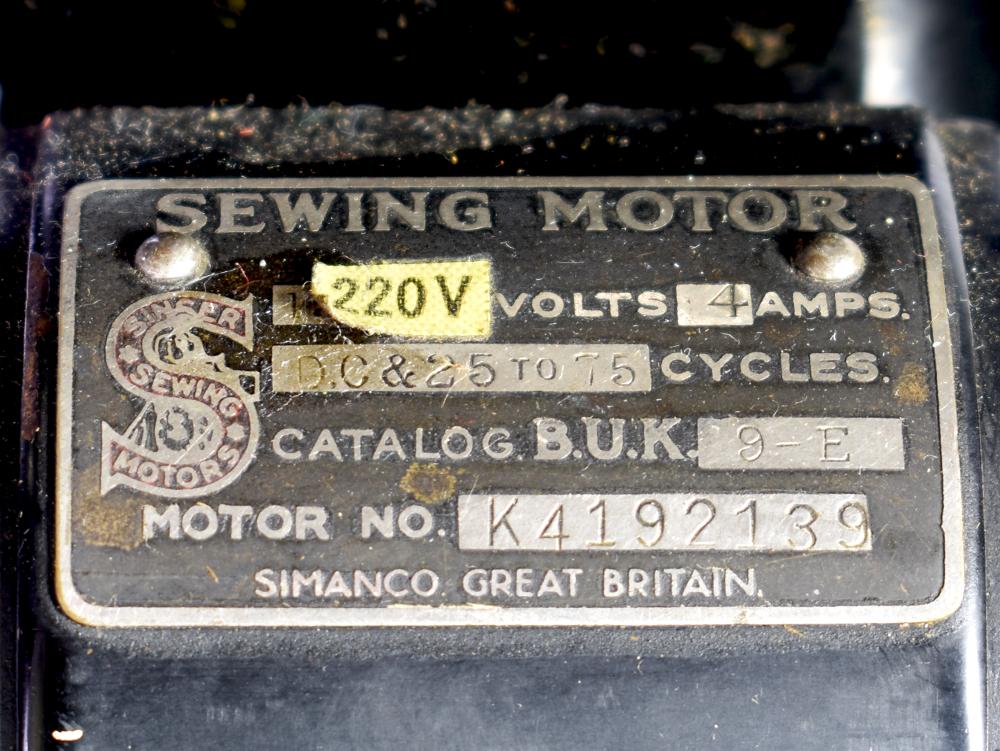 SEWING MOTOR
220V VOLTS 4 AMPS.
D.C & 25 TO 75 CYCLES.
SINGER
SEWING
MOTORS
CATALOG B.U.K. 9-E
MOTOR NO. K4192139
SIMANCO GREAT BRITAIN.